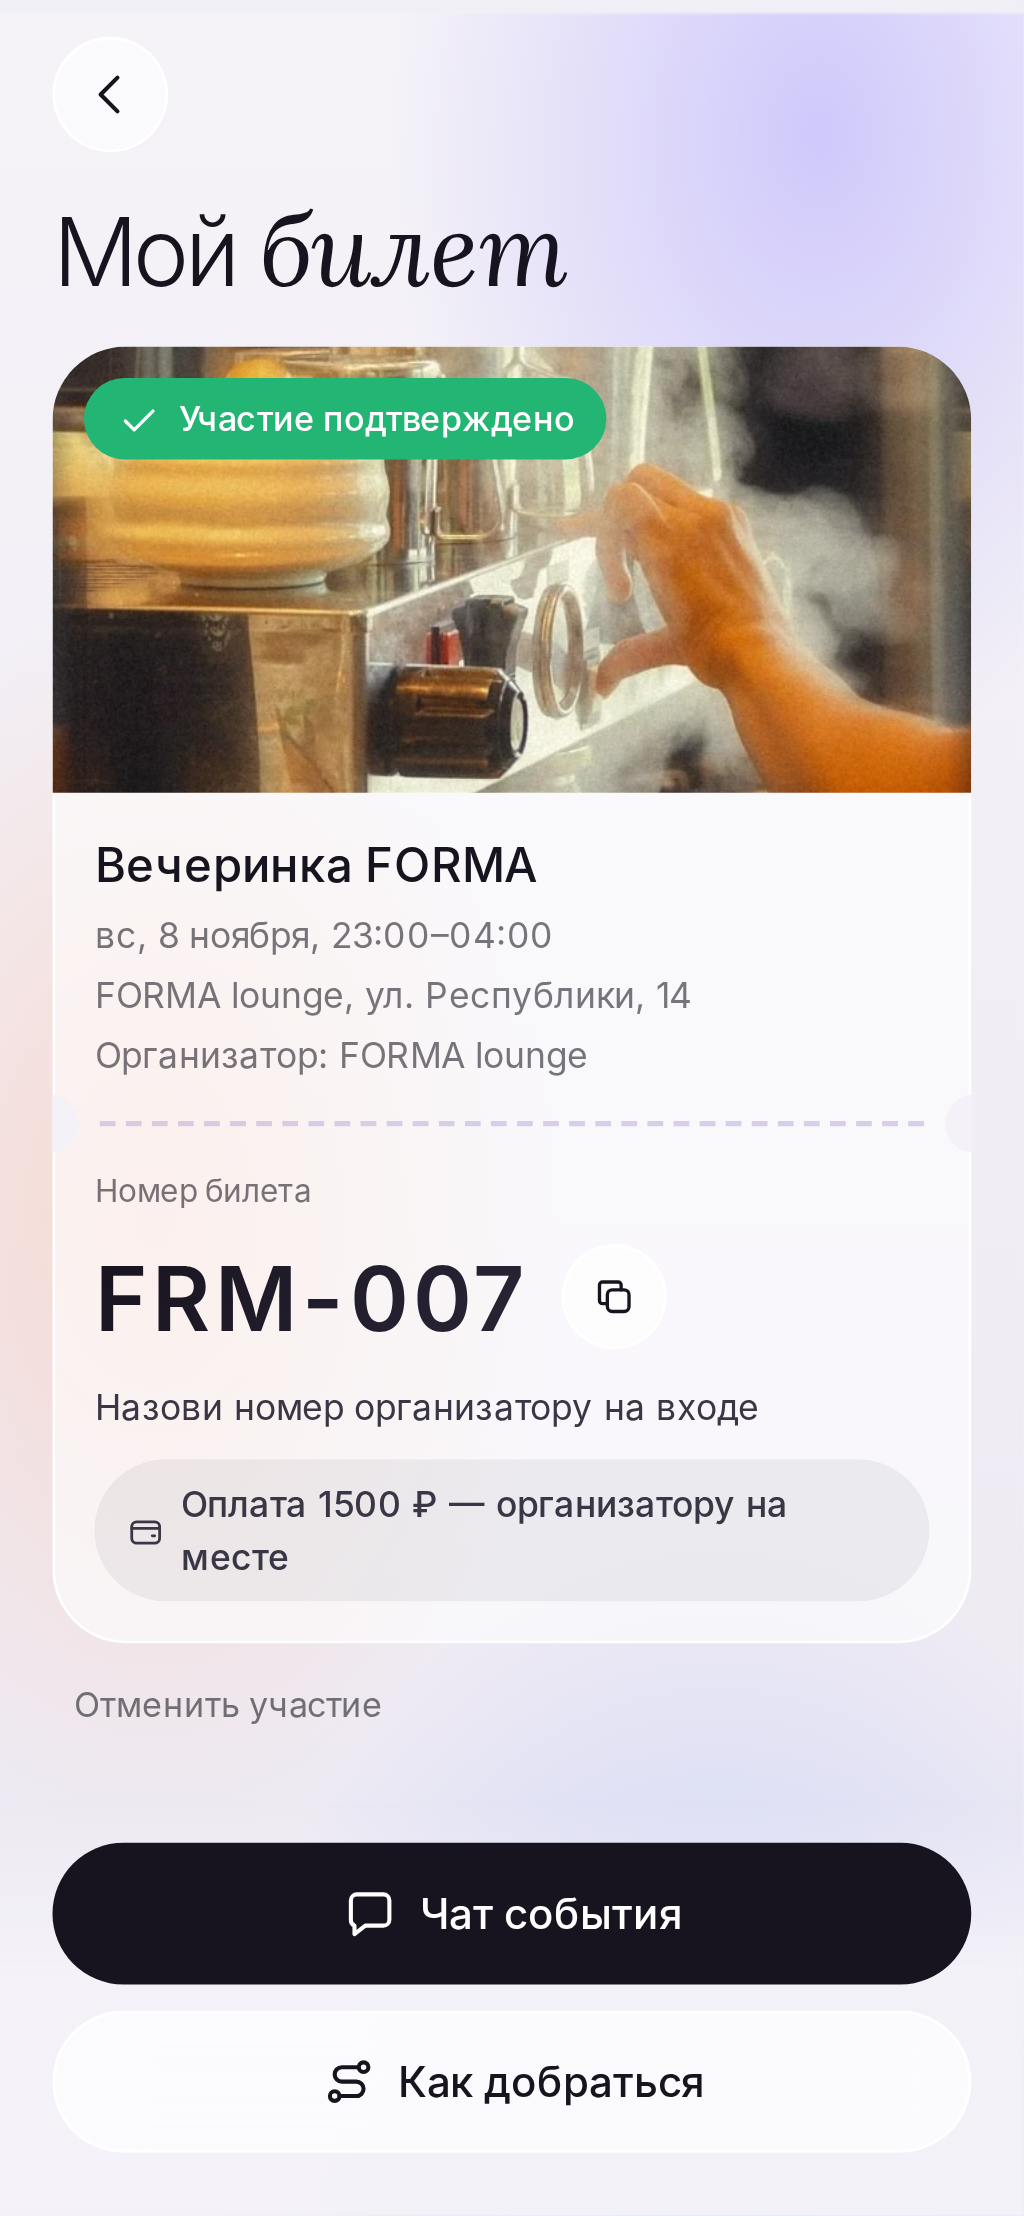 Мой билет
Участие подтверждено
Вечеринка FORMA
вс, 8 ноября, 23:00–04:00
FORMA lounge, ул. Республики, 14
Организатор: FORMA lounge
Номер билета
FRM-007
Назови номер организатору на входе
Оплата 1500 ₽ — организатору на
месте
Отменить участие
Чат события
Как добраться